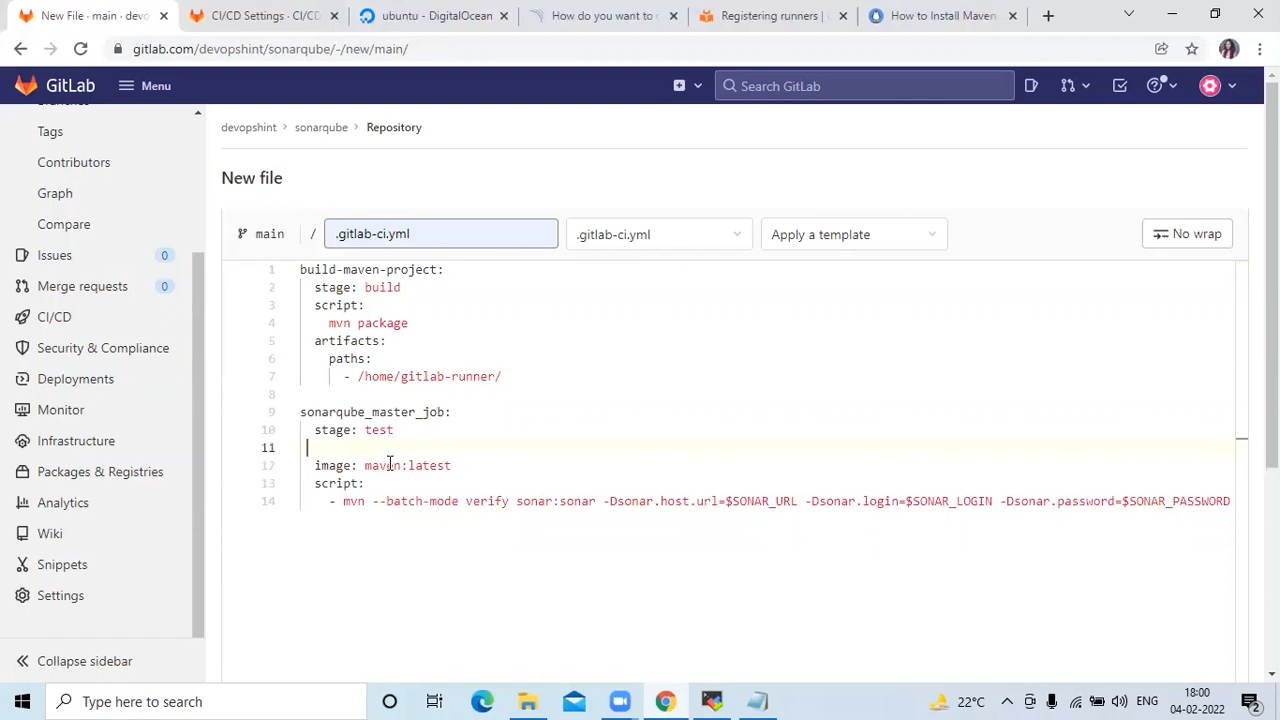 New File · main · devo
CI/CD Settings · CI/CD
ubuntu - DigitalOcean
How do you want to
Registering runners |
How to Install Maven
gitlab.com/devopshint/sonarqube/-/new/main/
GitLab
Menu
Search GitLab
Tags
Contributors
Graph
Compare
Issues 0
Merge requests 0
CI/CD
Security & Compliance
Deployments
Monitor
Infrastructure
Packages & Registries
Analytics
Wiki
Snippets
Settings
Collapse sidebar
devopshint > sonarqube > Repository
New file
main / .gitlab-ci.yml .gitlab-ci.yml Apply a template No wrap
1 build-maven-project:
2 stage: build
3 script:
4 mvn package
5 artifacts:
6 paths:
7 - /home/gitlab-runner/
8
9 sonarqube_master_job:
10 stage: test
11
12 image: maven:latest
13 script:
14 - mvn --batch-mode verify sonar:sonar -Dsonar.host.url=$SONAR_URL -Dsonar.login=$SONAR_LOGIN -Dsonar.password=$SONAR_PASSWORD
Type here to search
22°C
ENG
18:00
04-02-2022
2